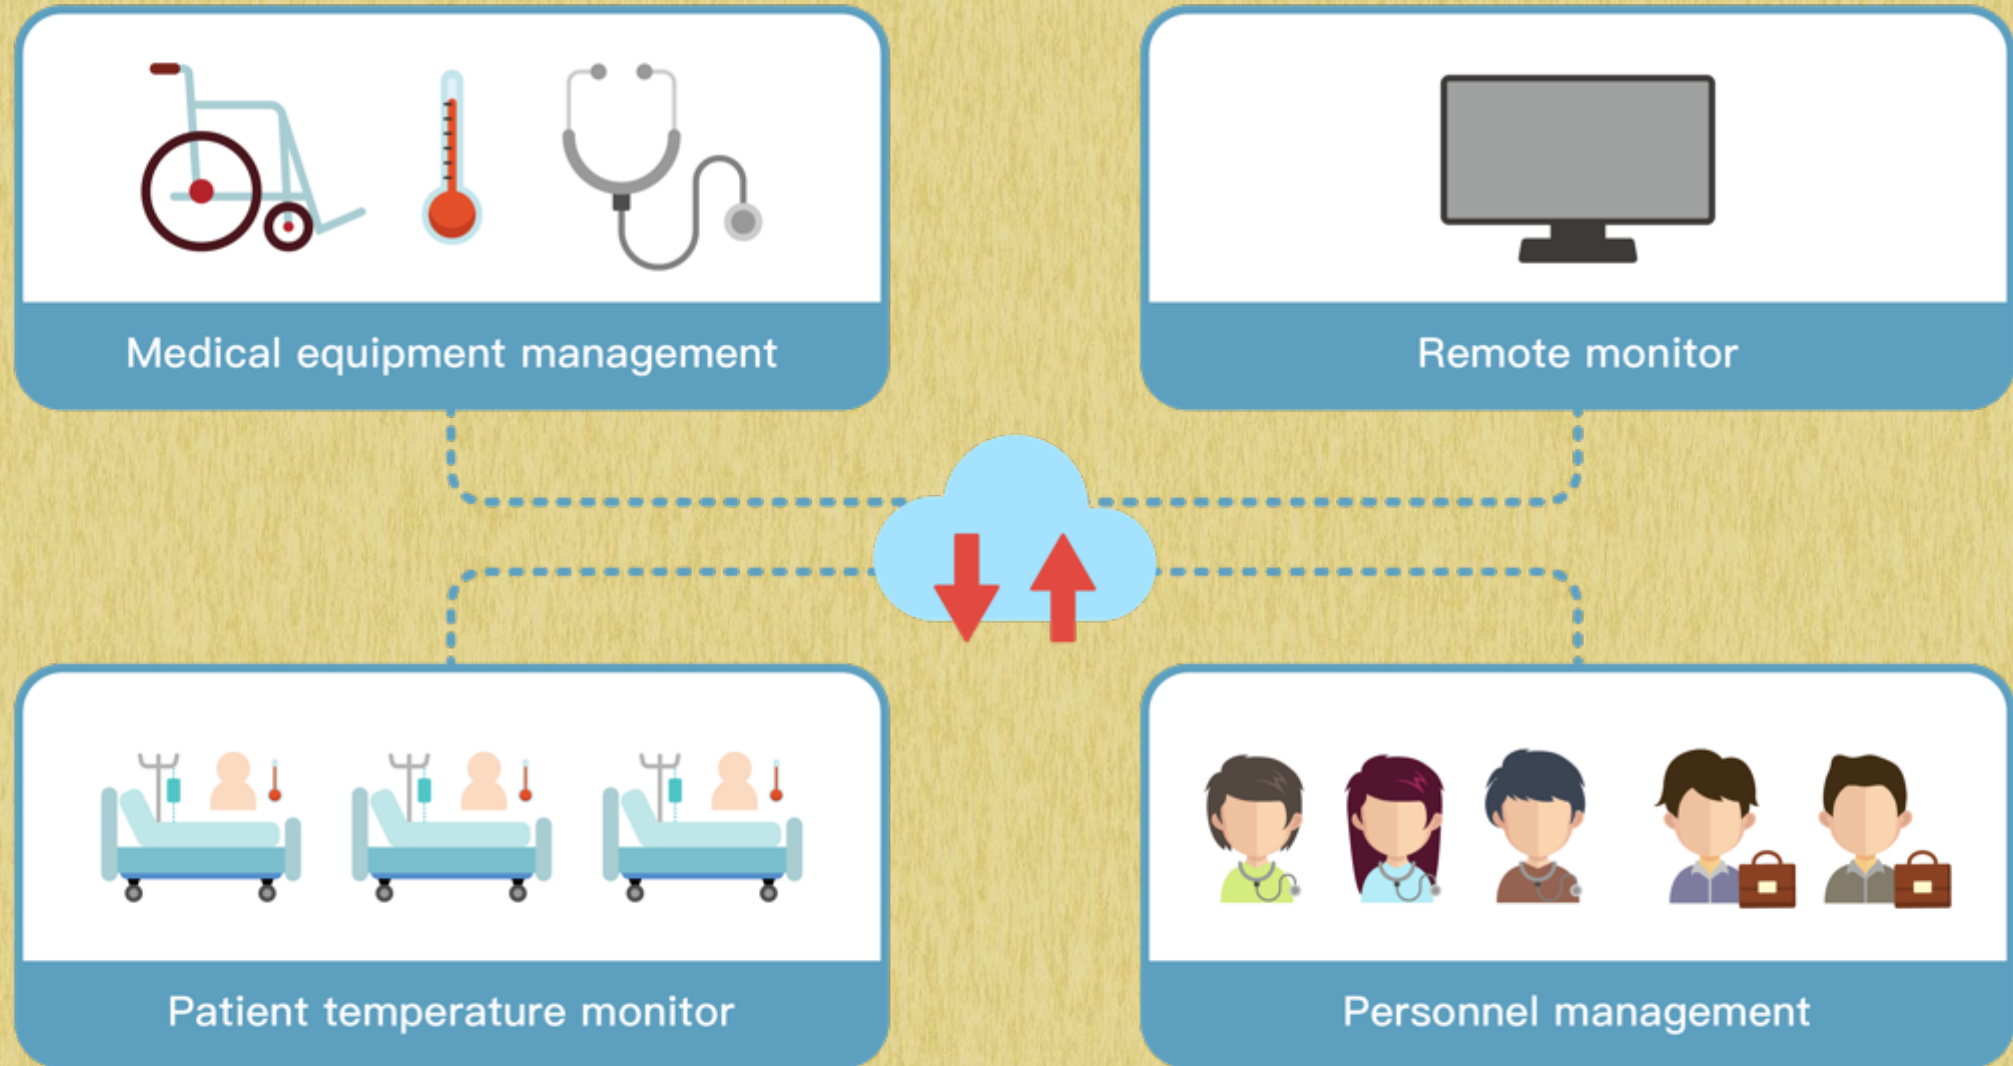 Medical equipment management
Remote monitor
Patient temperature monitor
Personnel management